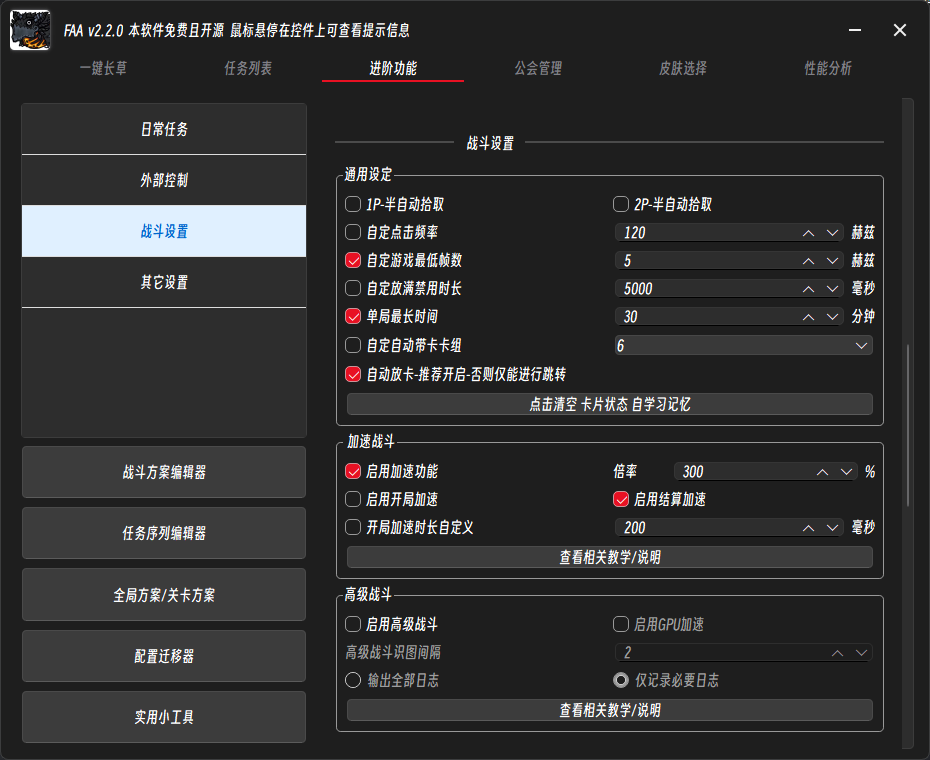 FAA v2.2.0 本软件免费且开源 鼠标悬停在控件上可查看提示信息
一键长草 任务列表 进阶功能 公会管理 皮肤选择 性能分析
日常任务
外部控制
战斗设置
其它设置
战斗方案编辑器
任务序列编辑器
全局方案/关卡方案
配置迁移器
实用小工具
战斗设置
通用设定
1P-半自动拾取 2P-半自动拾取
自定点击频率 120 赫兹
自定游戏最低帧数 5 赫兹
自定放满禁用时长 5000 毫秒
单局最长时间 30 分钟
自定自动带卡卡组 6
自动放卡-推荐开启-否则仅能进行跳转
点击清空 卡片状态 自学习记忆
加速战斗
启用加速功能 倍率 300 %
启用开局加速 启用结算加速
开局加速时长自定义 200 毫秒
查看相关教学/说明
高级战斗
启用高级战斗 启用GPU加速
高级战斗识图间隔 2
输出全部日志 仅记录必要日志
查看相关教学/说明